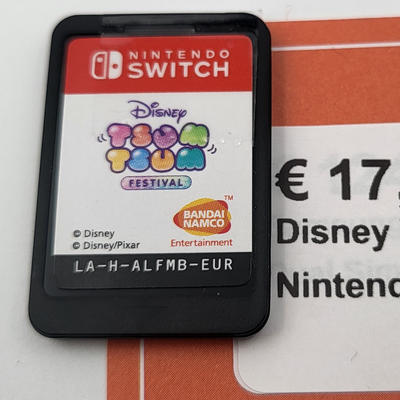 NINTENDO
SWITCH
Disney
TSUM
TSUM
FESTIVAL
BANDAI
NAMCO
TM
Entertainment
© Disney
© Disney/Pixar
LA-H-ALFMB-EUR
€ 17,
Disney
Nintend